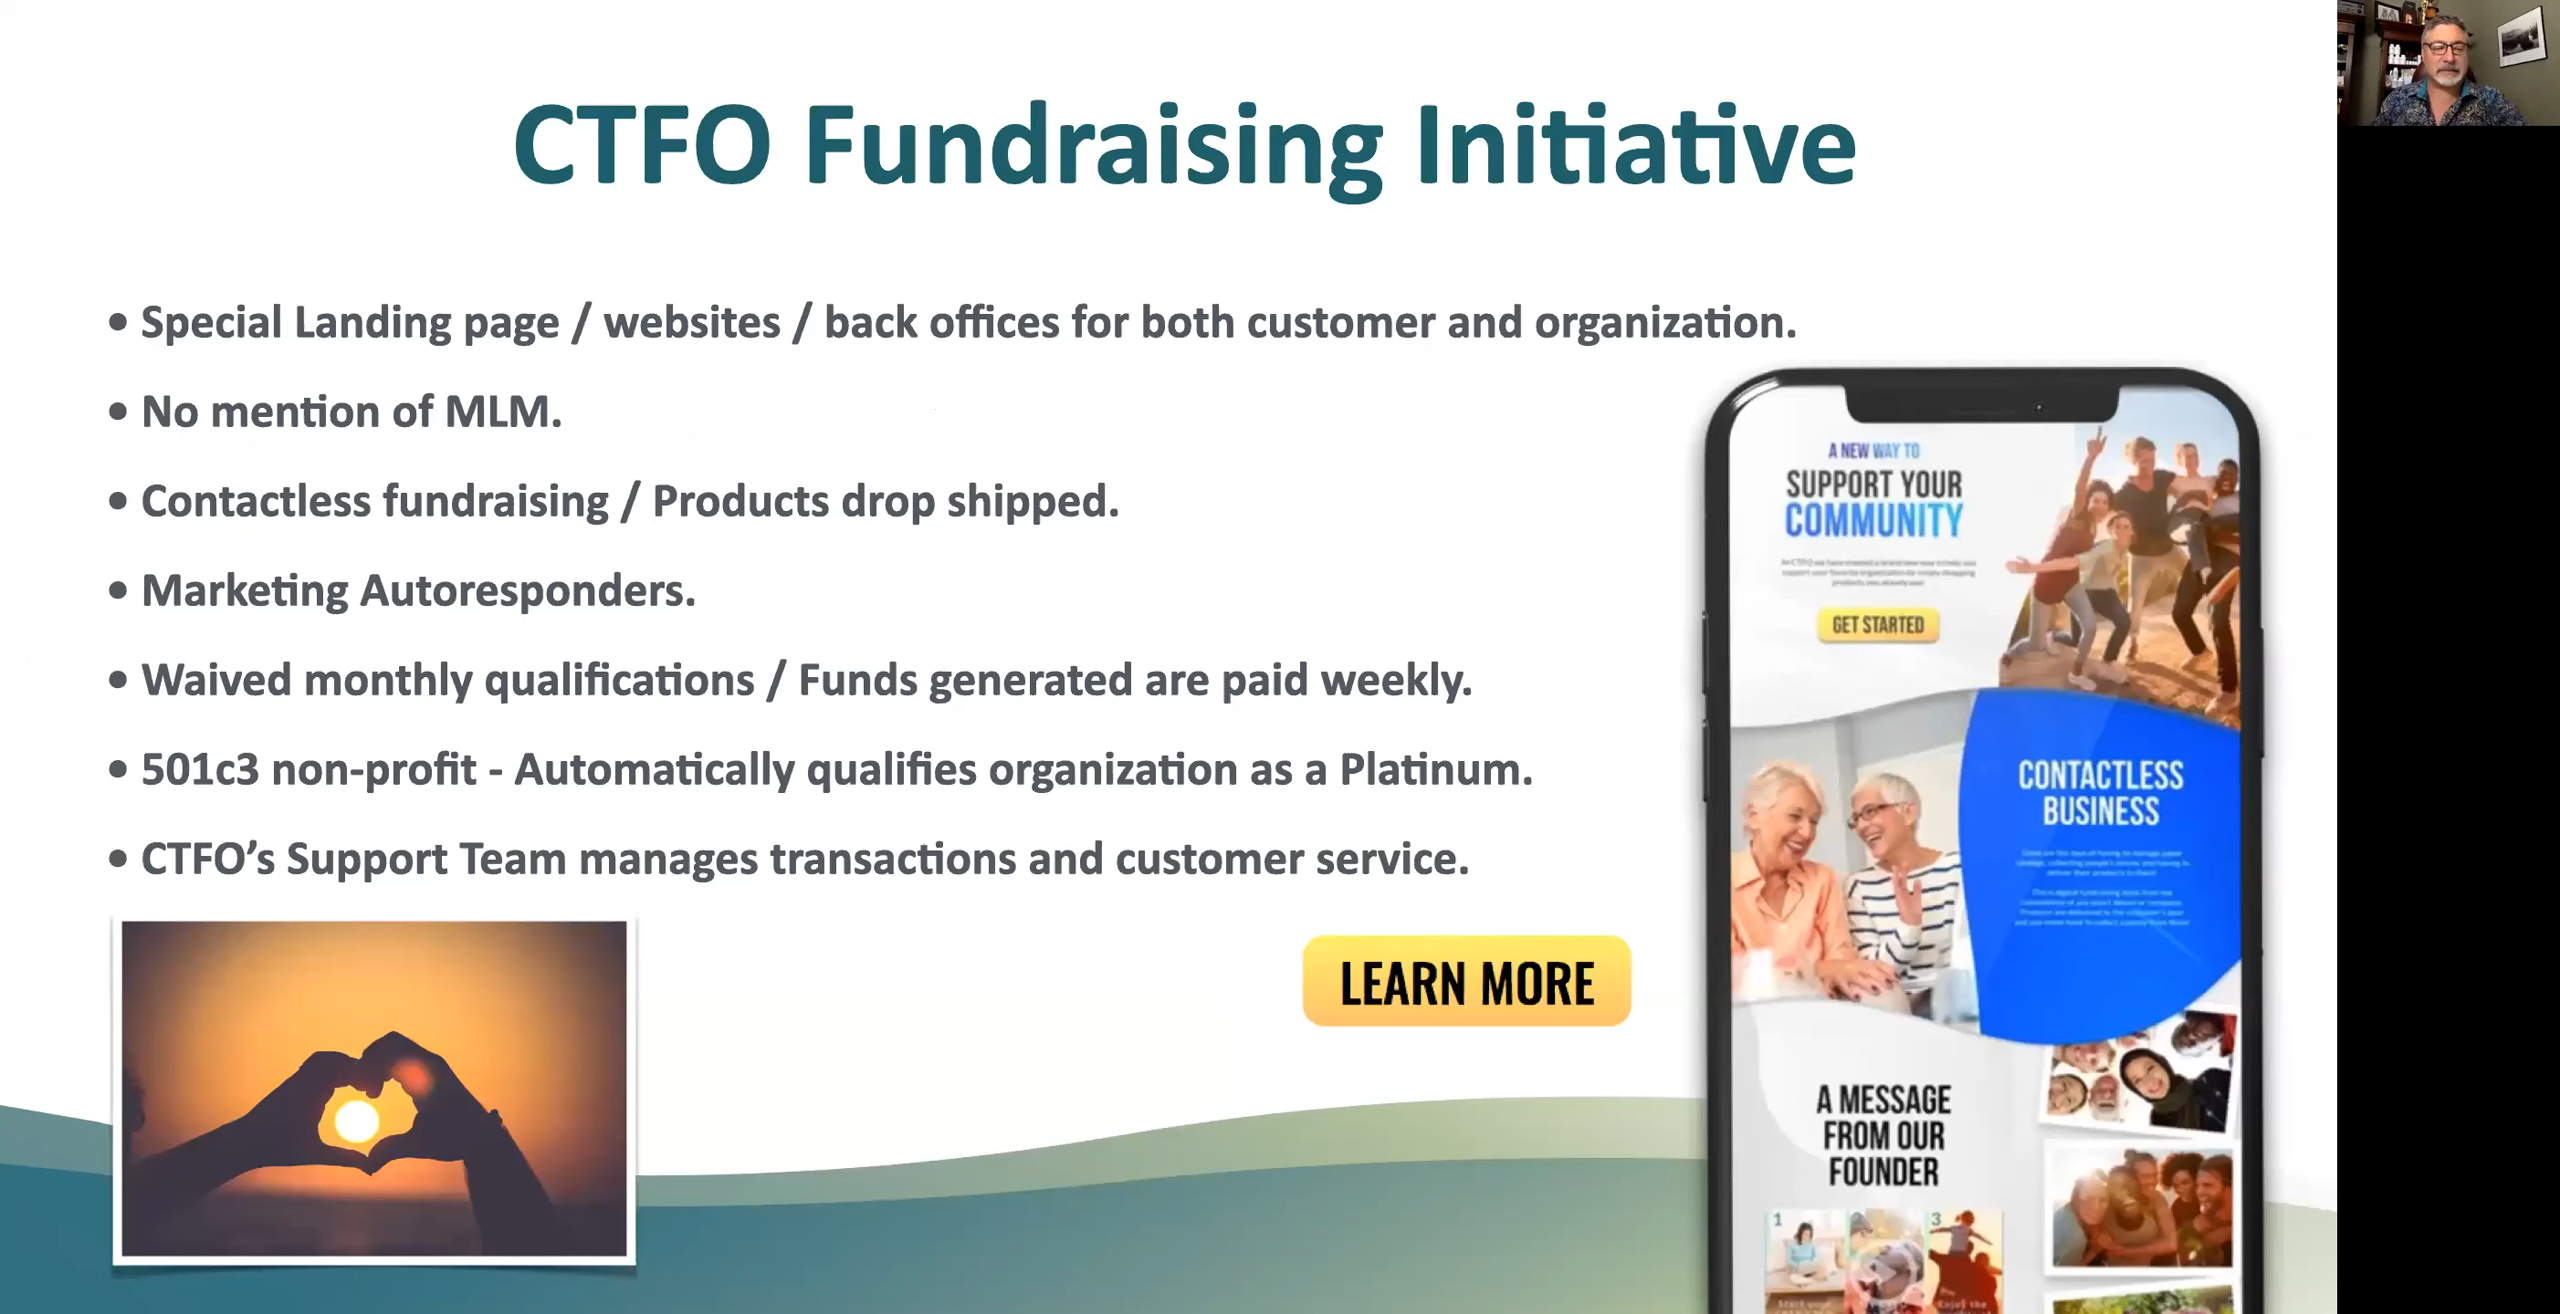 CTFO Fundraising Initiative
• Special Landing page / websites / back offices for both customer and organization.
• No mention of MLM.
• Contactless fundraising / Products drop shipped.
• Marketing Autoresponders.
• Waived monthly qualifications / Funds generated are paid weekly.
• 501c3 non-profit - Automatically qualifies organization as a Platinum.
• CTFO's Support Team manages transactions and customer service.
LEARN MORE
A NEW WAY TO
SUPPORT YOUR
COMMUNITY
GET STARTED
CONTACTLESS
BUSINESS
A MESSAGE
FROM OUR
FOUNDER
1
3